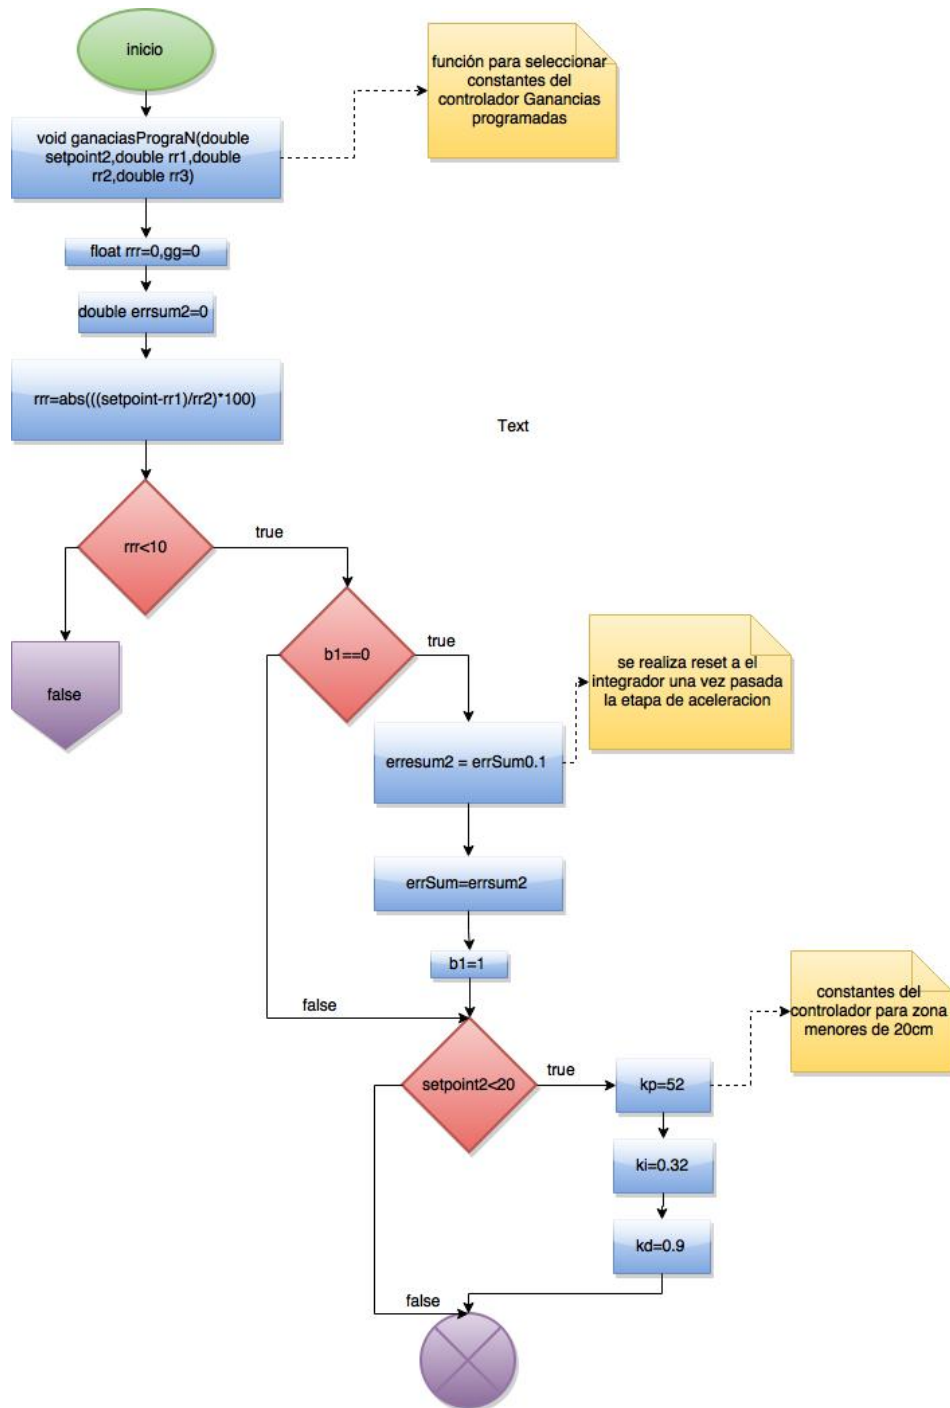 inicio
función para seleccionar
constantes del
controlador Ganancias
programadas
void ganaciasPrograN(double
setpoint2,double rr1,double
rr2,double rr3)
float rrr=0,gg=0
double errsum2=0
rrr=abs(((setpoint-rr1)/rr2)*100)
Text
rrr<10
true
false
b1==0
true
se realiza reset a el
integrador una vez pasada
la etapa de aceleracion
erresum2 = errSum0.1
errSum=errsum2
b1=1
false
constantes del
controlador para zona
menores de 20cm
setpoint2<20
true
kp=52
ki=0.32
kd=0.9
false